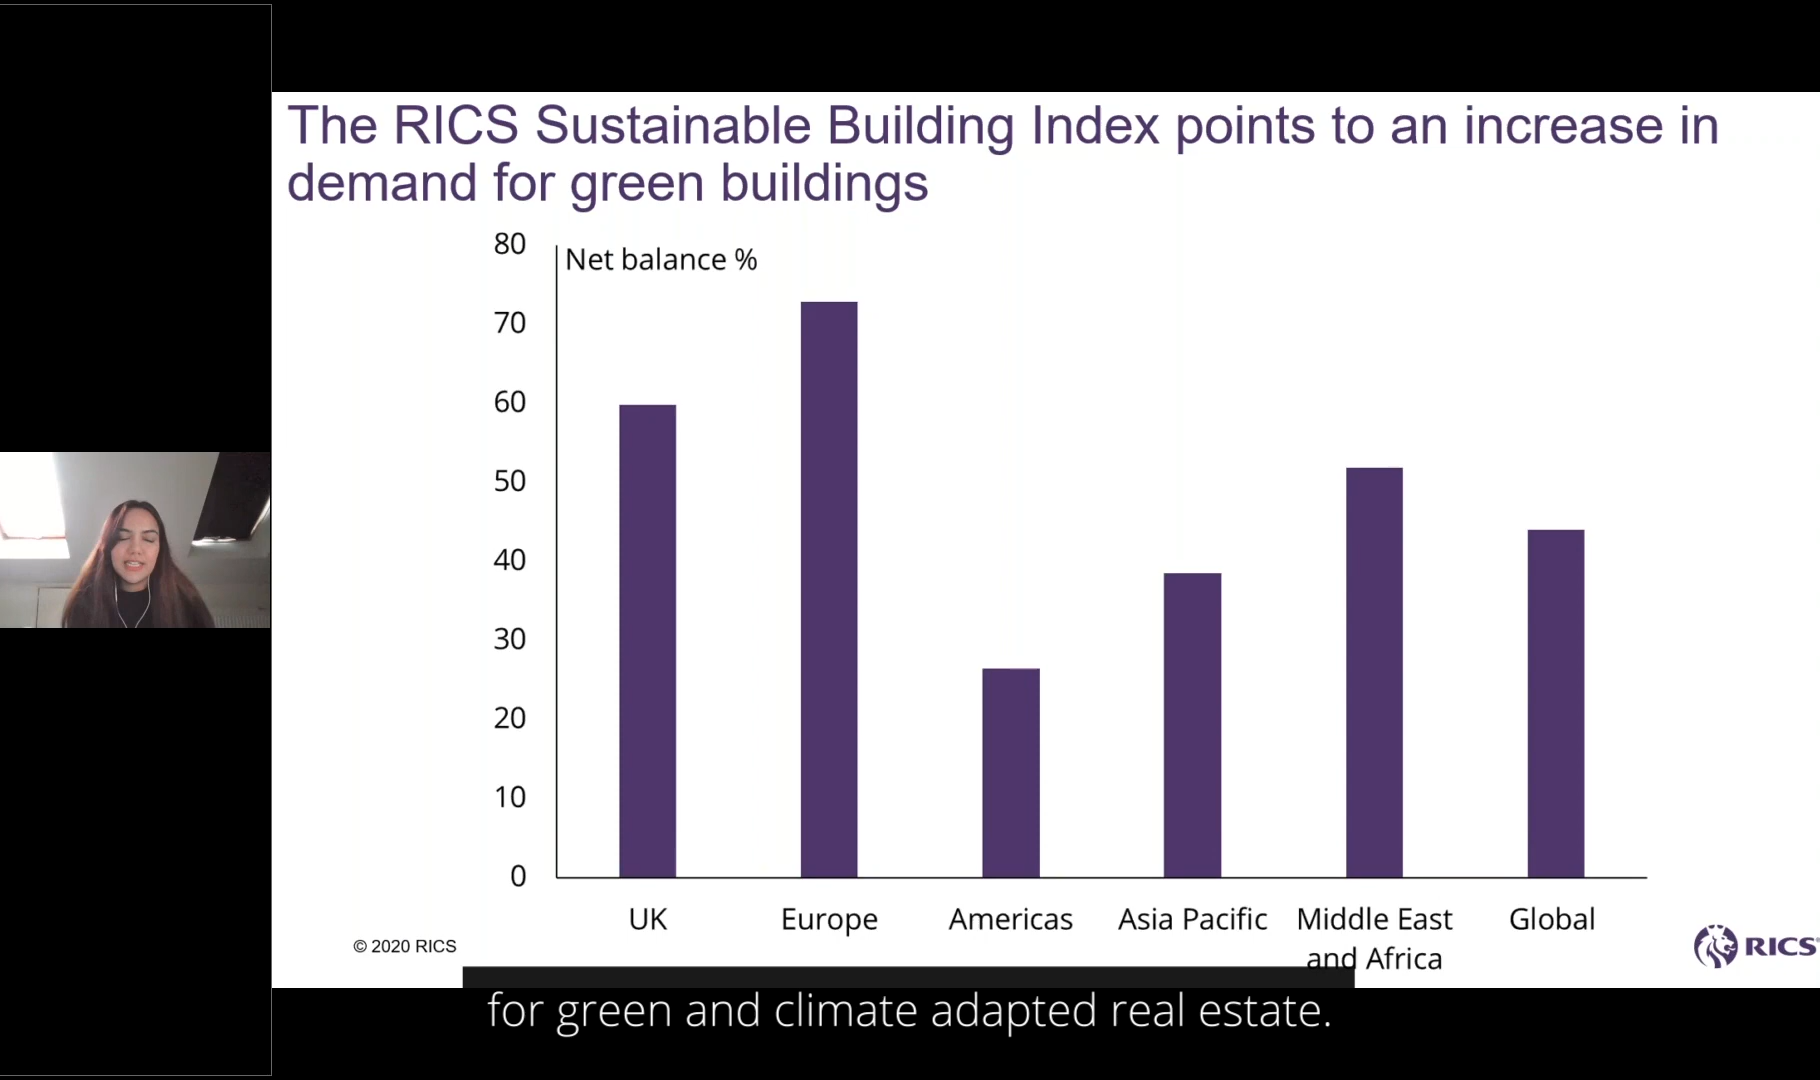 The RICS Sustainable Building Index points to an increase in
demand for green buildings
Net balance %
80
70
60
50
40
30
20
10
0
UK
Europe
Americas
Asia Pacific
Middle East
and Africa
Global
© 2020 RICS
RICS
for green and climate adapted real estate.